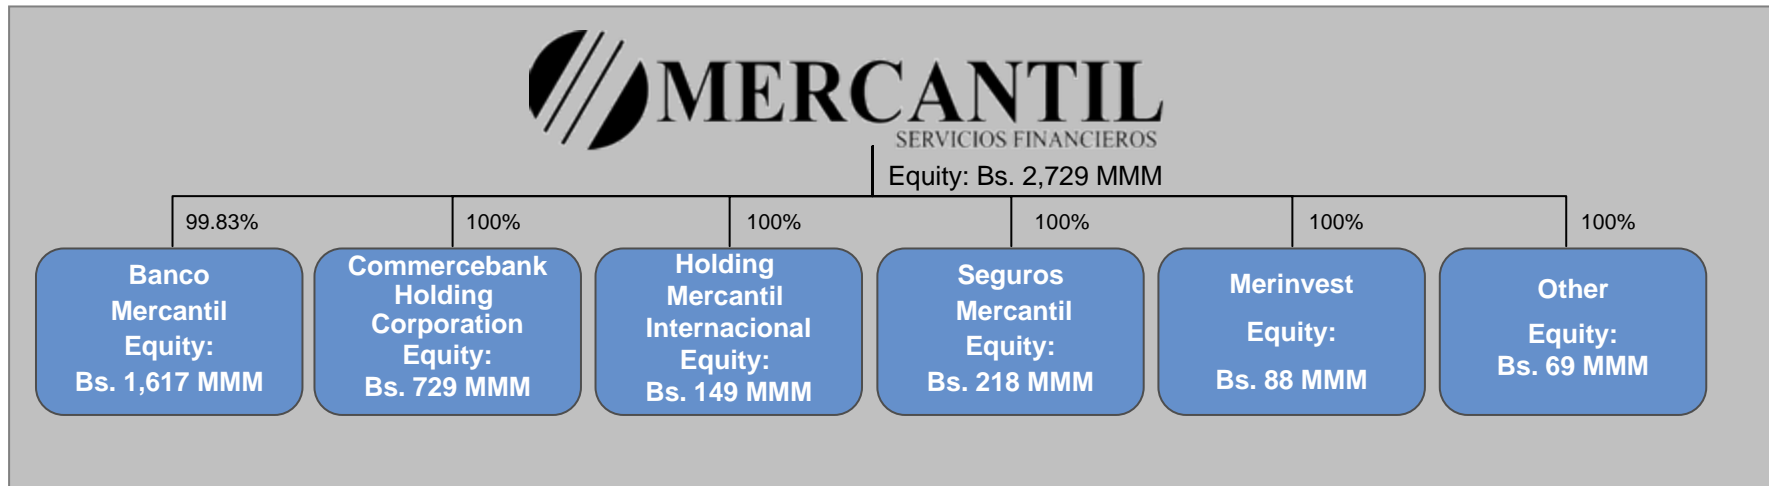 MERCANTIL
SERVICIOS FINANCIEROS
Equity: Bs. 2,729 MMM
99.83%
100%
100%
100%
100%
100%
Banco
Mercantil
Equity:
Bs. 1,617 MMM
Commercebank
Holding
Corporation
Equity:
Bs. 729 MMM
Holding
Mercantil
Internacional
Equity:
Bs. 149 MMM
Seguros
Mercantil
Equity:
Bs. 218 MMM
Merinvest
Equity:
Bs. 88 MMM
Other
Equity:
Bs. 69 MMM